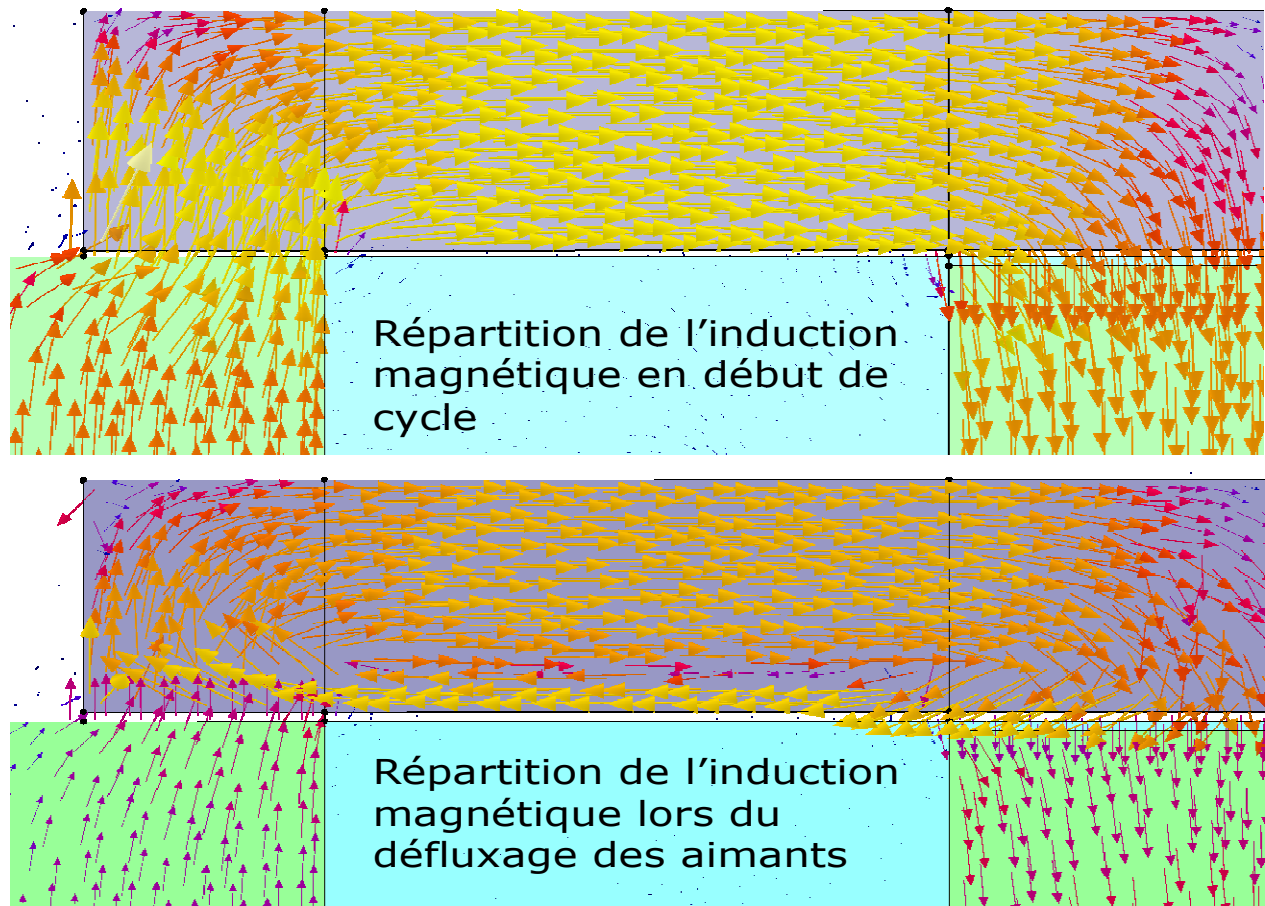 Répartition de l’induction
magnétique en début de
cycle
Répartition de l’induction
magnétique lors du
défluxage des aimants